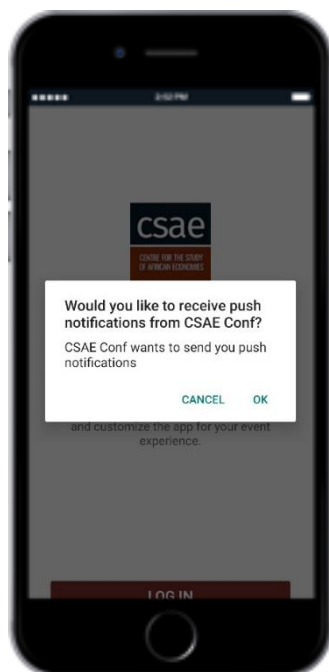 2:52 PM
csae
CENTRE FOR THE STUDY
OF AFRICAN ECONOMIES
Would you like to receive push
notifications from CSAE Conf?
CSAE Conf wants to send you push
notifications
CANCEL OK
and customize the app for your event
experience.
LOG IN